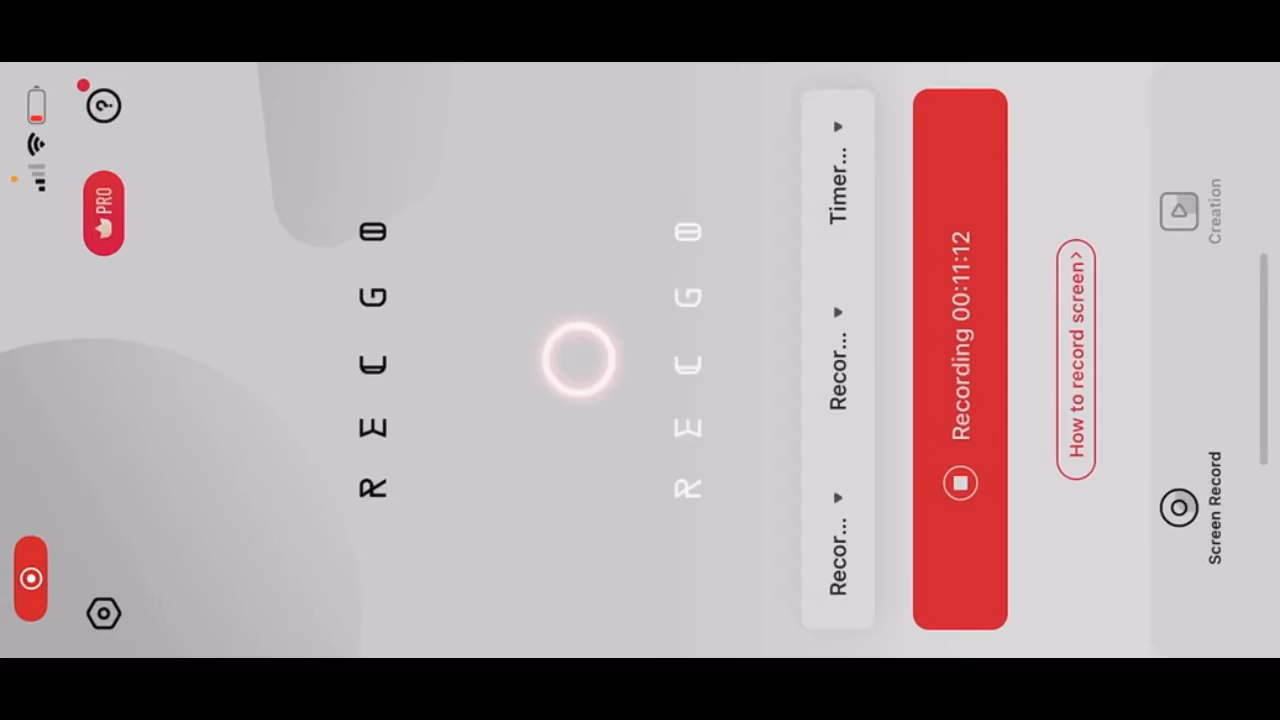 PRO
RECGO
RECGO
Recor... Recor... Timer...
Recording 00:11:12
How to record screen>
Screen Record
Creation